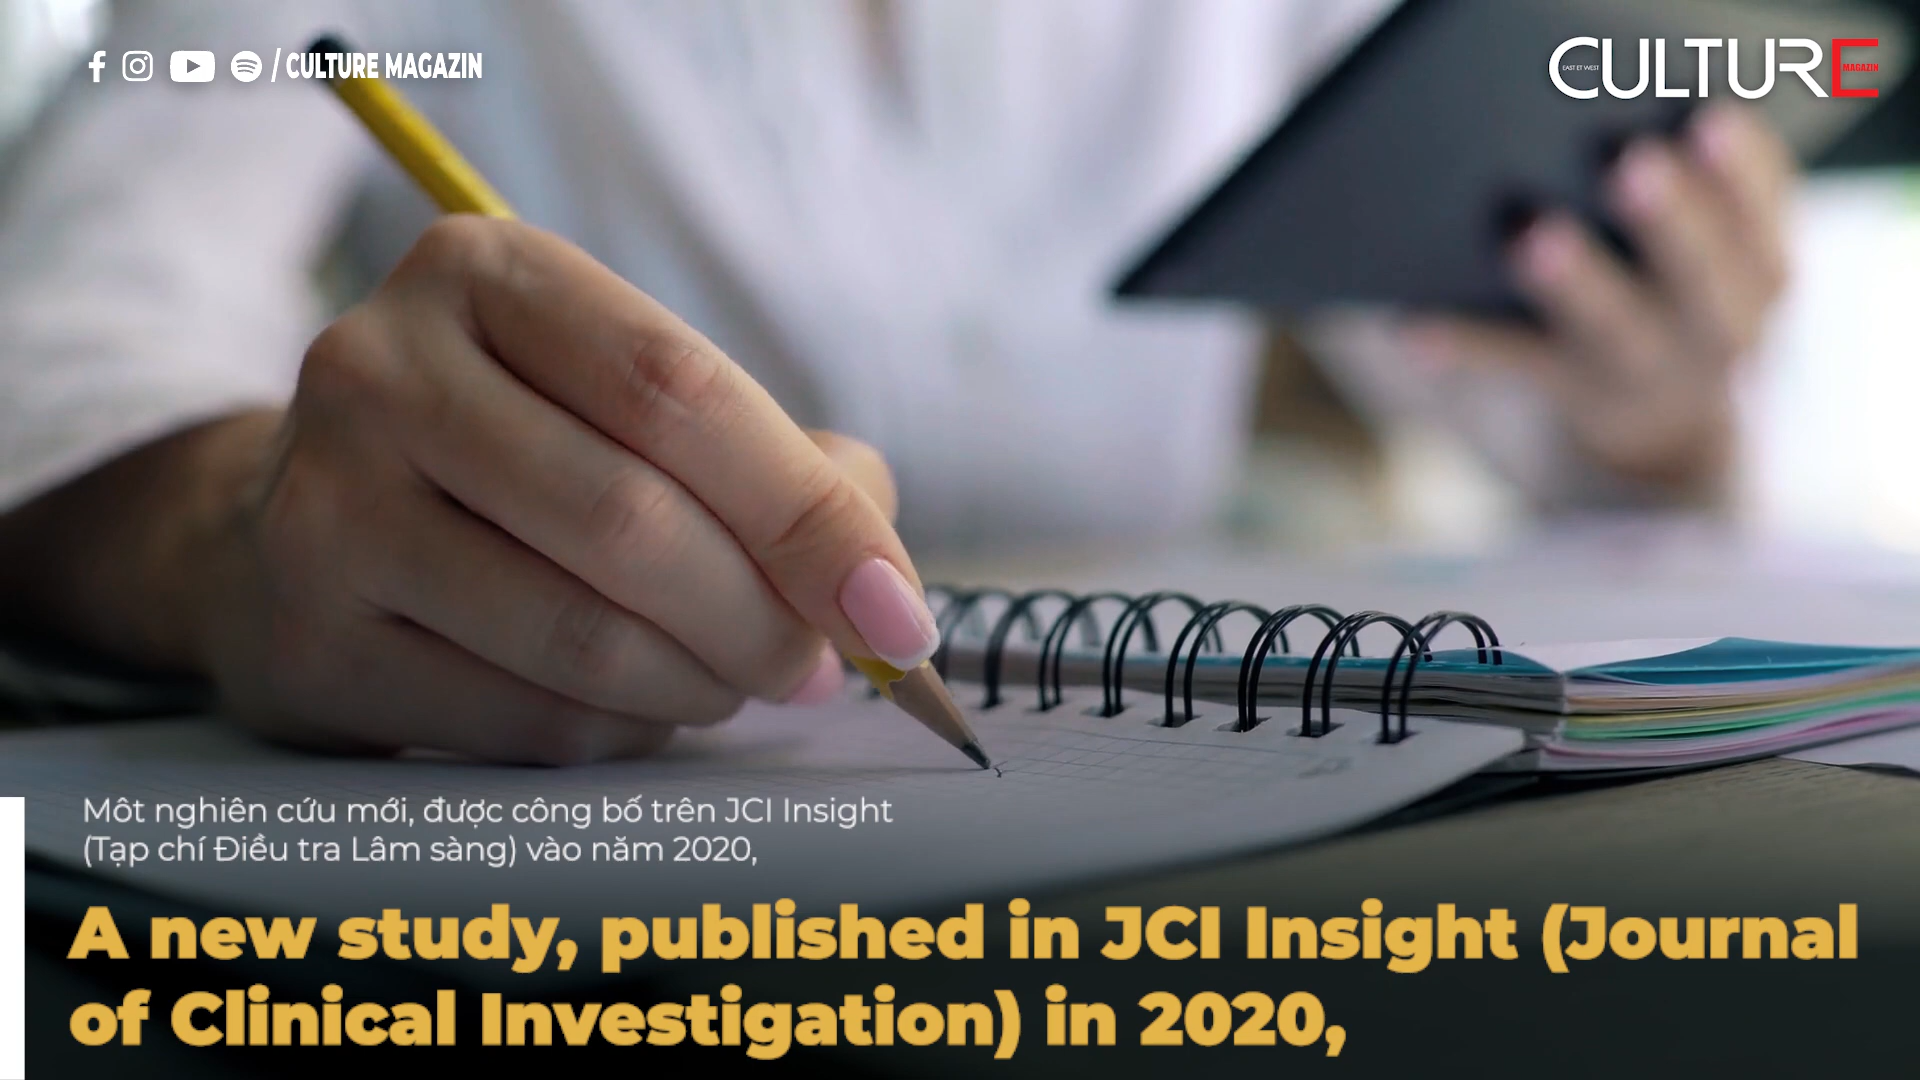 / CULTURE MAGAZIN
CULTURE
EAST ET WEST
MAGAZIN
Môt nghiên cứu mới, được công bố trên JCI Insight
(Tạp chí Điều tra Lâm sàng) vào năm 2020,
A new study, published in JCI Insight (Journal
of Clinical Investigation) in 2020,